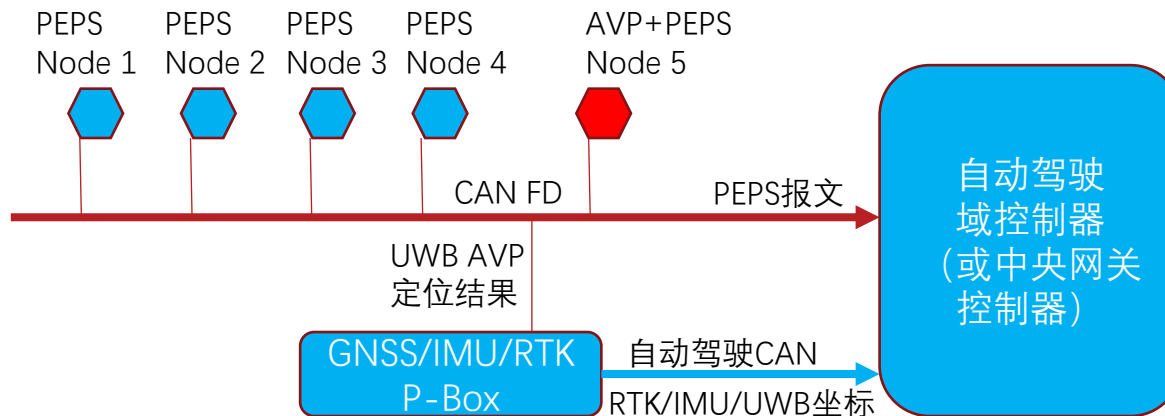 PEPS
Node 1
PEPS
Node 2
PEPS
Node 3
PEPS
Node 4
AVP+PEPS
Node 5
CAN FD
PEPS报文
UWB AVP
定位结果
GNSS/IMU/RTK
P-Box
自动驾驶CAN
RTK/IMU/UWB坐标
自动驾驶
域控制器
（或中央网关
控制器）